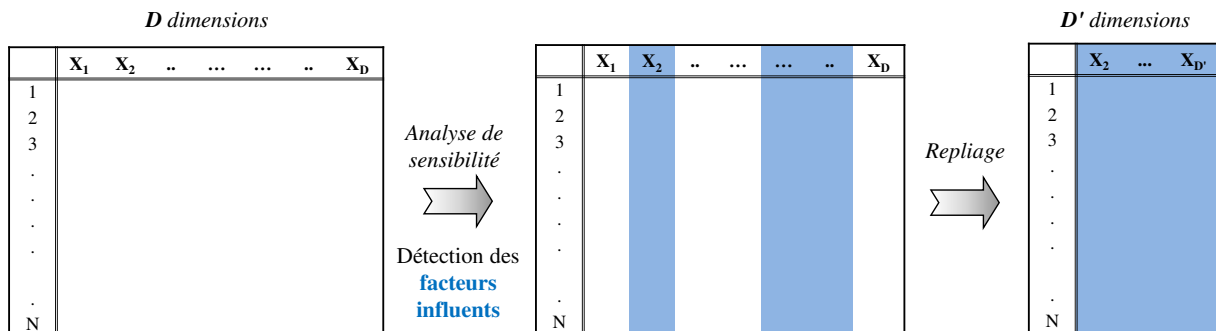 D dimensions
X1 X2 .. ... ... .. XD
1
2
3
.
.
.
.
.
N
Analyse de
sensibilité
Détection des
facteurs
influents
X1 X2 .. ... ... .. XD
1
2
3
.
.
.
.
.
N
Repliage
D' dimensions
X2 ... XD'
1
2
3
.
.
.
.
.
N